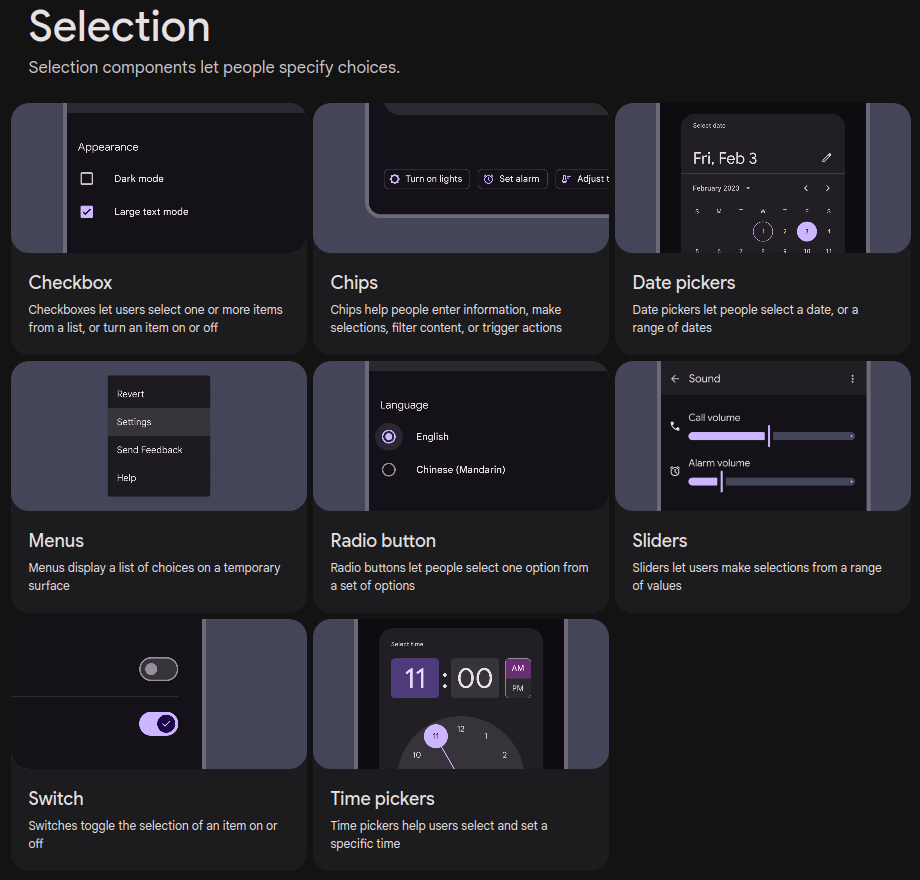 Selection
Selection components let people specify choices.
Appearance
Dark mode
Large text mode
Checkbox
Checkboxes let users select one or more items
from a list, or turn an item on or off
Turn on lights
Set alarm
Adjust t
Chips
Chips help people enter information, make
selections, filter content, or trigger actions
Select date
Fri, Feb 3
February 2023
S M T W T F S
1 2 3 4
5 6 7 8 9 10 11
Date pickers
Date pickers let people select a date, or a
range of dates
Revert
Settings
Send Feedback
Help
Menus
Menus display a list of choices on a temporary
surface
Language
English
Chinese (Mandarin)
Radio button
Radio buttons let people select one option from
a set of options
Sound
Call volume
Alarm volume
Sliders
Sliders let users make selections from a range
of values
Switch
Switches toggle the selection of an item on or
off
Select time
11 : 00
AM
PM
12
11
1
10
2
Time pickers
Time pickers help users select and set a
specific time